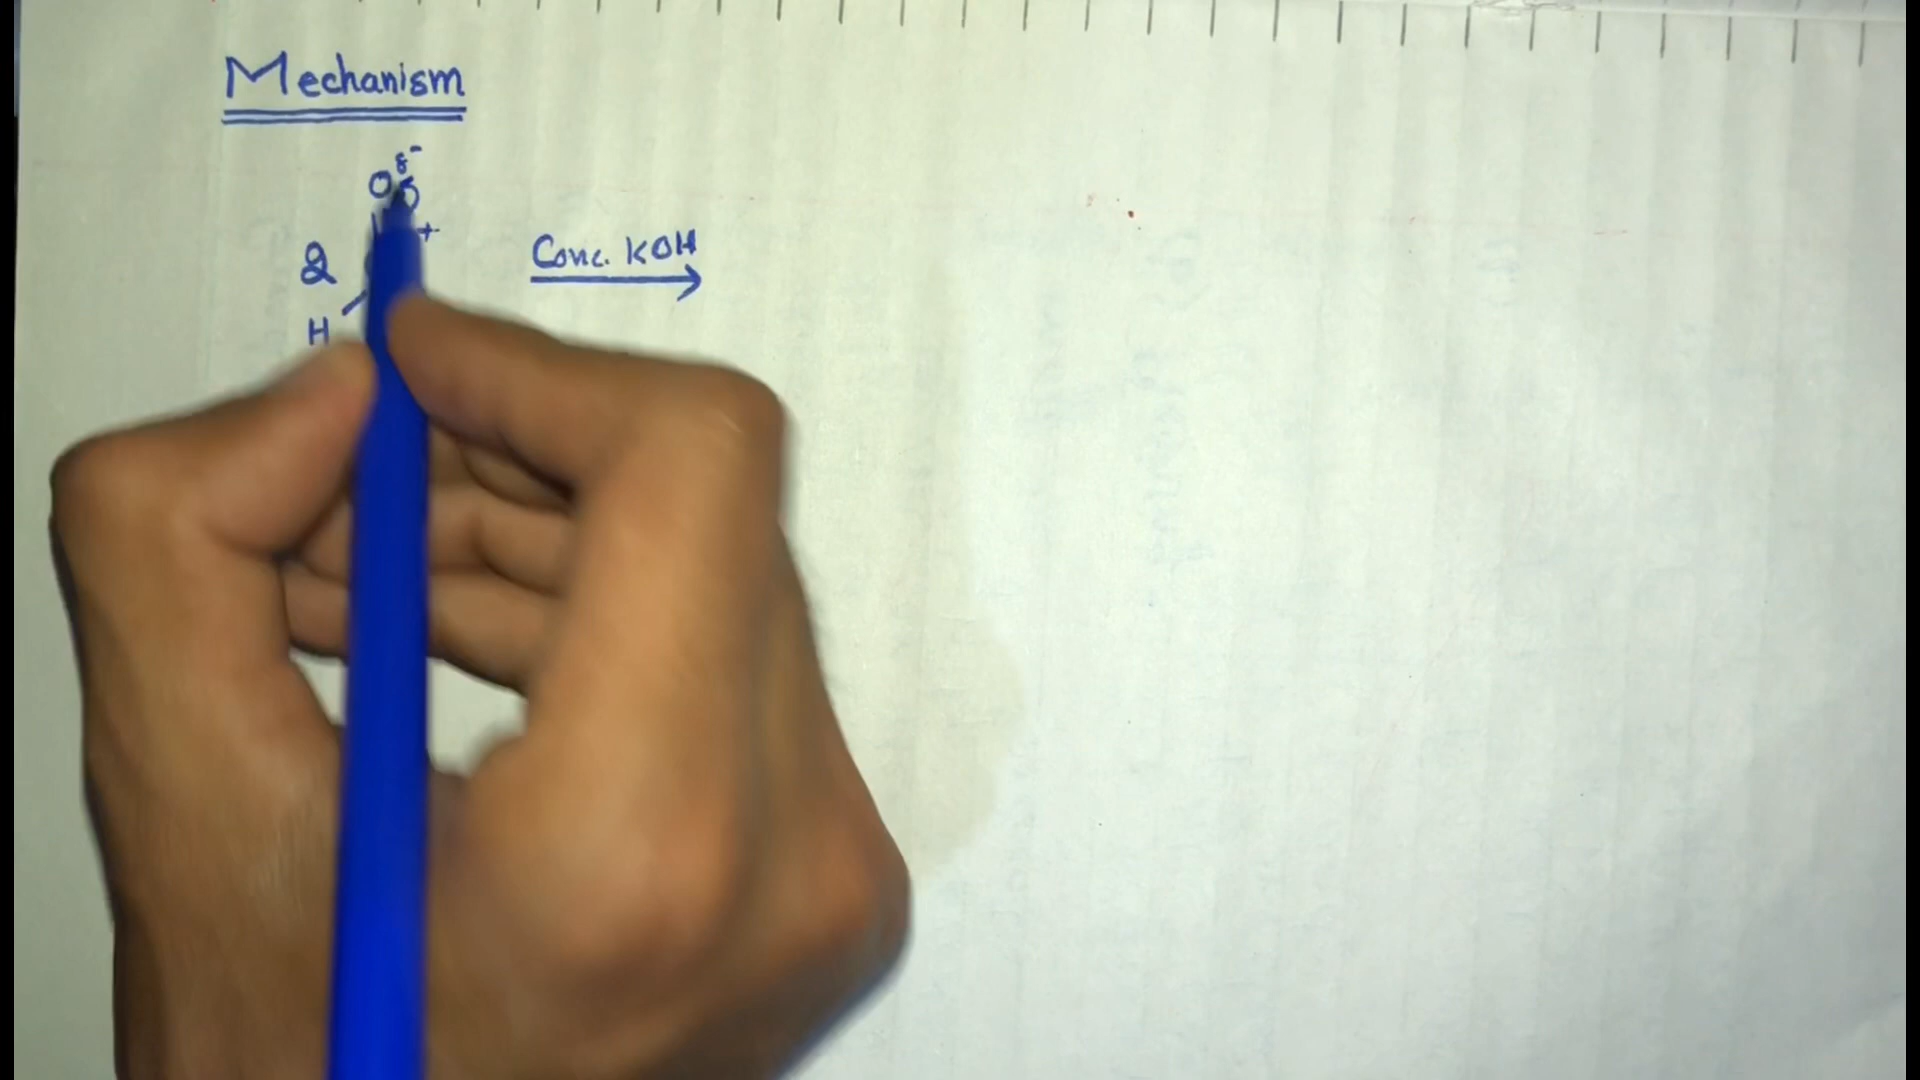 Mechanism
O δ-
+
2
Conc. KOH
H